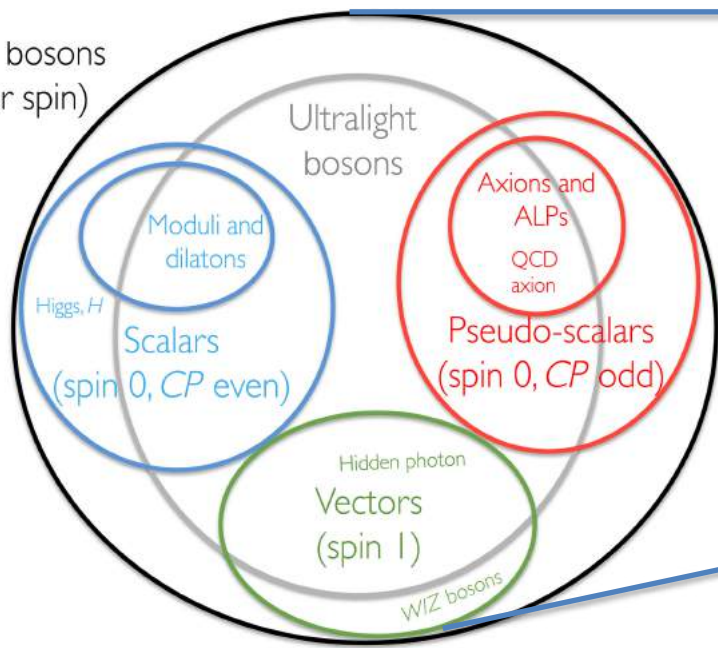 bosons
r spin)
Ultralight
bosons
Axions and
ALPs
QCD
axion
Moduli and
dilatons
Higgs, H
Scalars
(spin 0, CP even)
Pseudo-scalars
(spin 0, CP odd)
Hidden photon
Vectors
(spin 1)
WIZ bosons